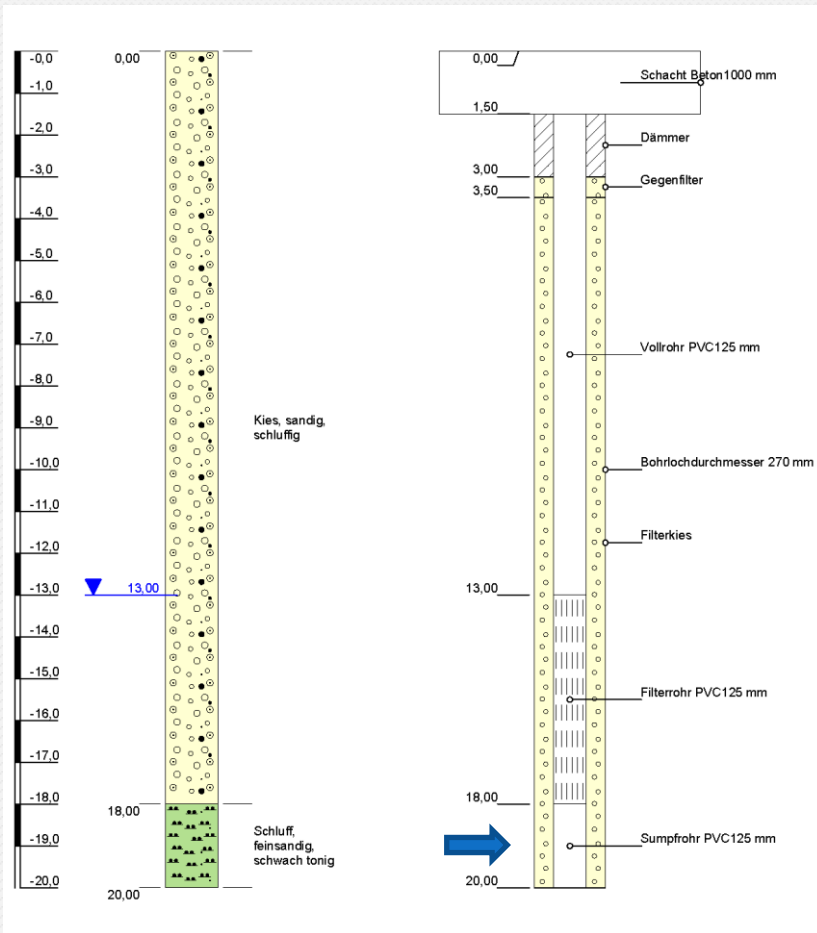 -0,0
-1,0
-2,0
-3,0
-4,0
-5,0
-6,0
-7,0
-8,0
-9,0
-10,0
-11,0
-12,0
-13,0
-14,0
-15,0
-16,0
-17,0
-18,0
-19,0
-20,0
0,00
13,00
18,00
20,00
Kies, sandig,
schluffig
Schluff,
feinsandig,
schwach tonig
0,00
1,50
3,00
3,50
13,00
18,00
20,00
Schacht Beton1000 mm
Dämmer
Gegenfilter
Vollrohr PVC125 mm
Bohrlochdurchmesser 270 mm
Filterkies
Filterrohr PVC125 mm
Sumpfrohr PVC125 mm